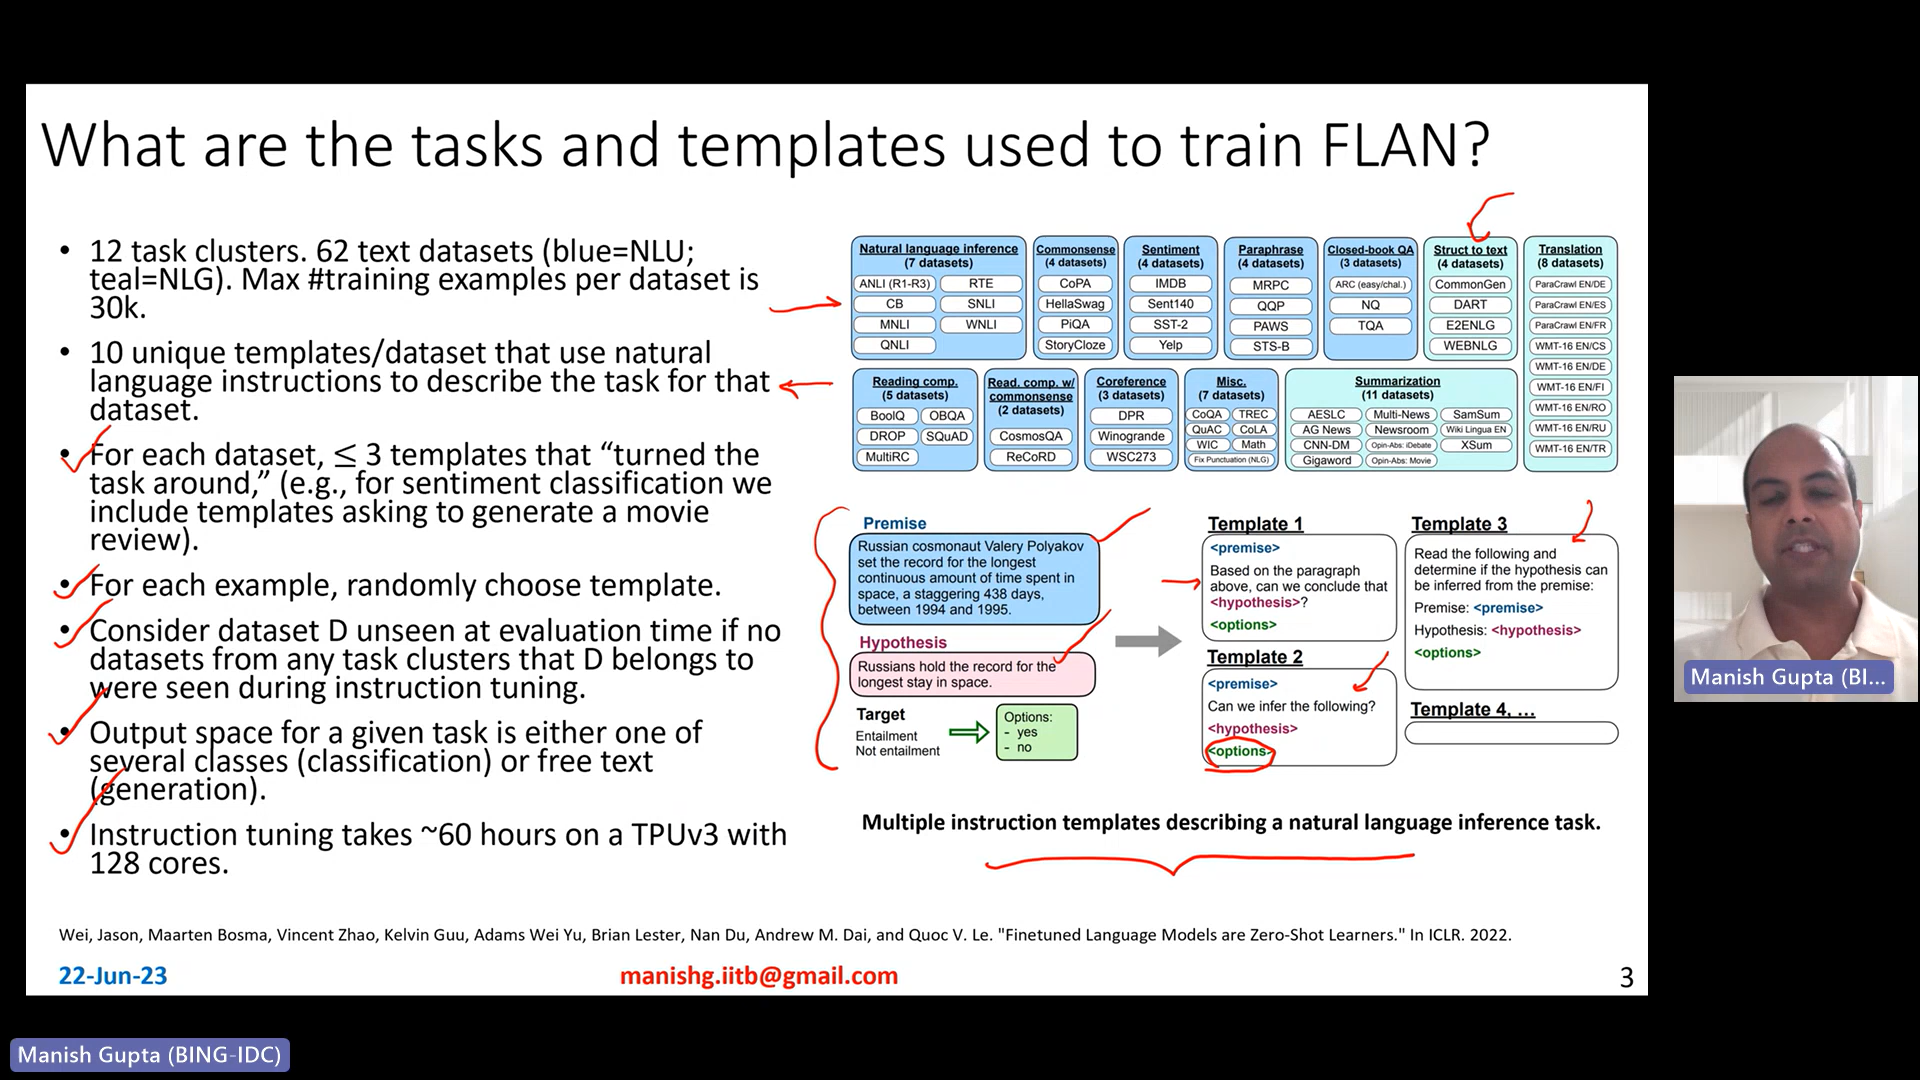 What are the tasks and templates used to train FLAN?
• 12 task clusters. 62 text datasets (blue=NLU;
teal=NLG). Max #training examples per dataset is
30k.
• 10 unique templates/dataset that use natural
language instructions to describe the task for that
dataset.
• For each dataset, ≤ 3 templates that “turned the
task around,” (e.g., for sentiment classification we
include templates asking to generate a movie
review).
• For each example, randomly choose template.
• Consider dataset D unseen at evaluation time if no
datasets from any task clusters that D belongs to
were seen during instruction tuning.
• Output space for a given task is either one of
several classes (classification) or free text
(generation).
• Instruction tuning takes ~60 hours on a TPUv3 with
128 cores.
Natural language inference
(7 datasets)
ANLI (R1-R3) RTE
CB SNLI
MNLI WNLI
QNLI
Commonsense
(4 datasets)
CoPA
HellaSwag
PiQA
StoryCloze
Sentiment
(4 datasets)
IMDB
Sent140
SST-2
Yelp
Paraphrase
(4 datasets)
MRPC
QQP
PAWS
STS-B
Closed-book QA
(3 datasets)
ARC (easy/chal.)
NQ
TQA
Struct to text
(4 datasets)
CommonGen
DART
E2ENLG
WEBNLG
Translation
(8 datasets)
ParaCrawl EN/DE
ParaCrawl EN/ES
ParaCrawl EN/FR
WMT-16 EN/CS
WMT-16 EN/DE
WMT-16 EN/FI
WMT-16 EN/RO
WMT-16 EN/RU
WMT-16 EN/TR
Reading comp.
(5 datasets)
BoolQ OBQA
DROP SQuAD
MultiRC
Read. comp. w/
commonsense
(2 datasets)
CosmosQA
ReCoRD
Coreference
(3 datasets)
DPR
Winogrande
WSC273
Misc.
(7 datasets)
CoQA TREC
QuAC CoLA
WIC Math
Fix Punctuation (NLG)
Summarization
(11 datasets)
AESLC Multi-News SamSum
AG News Newsroom Wiki Lingua EN
CNN-DM Opin-Abs: iDebate XSum
Gigaword Opin-Abs: Movie
Premise
Russian cosmonaut Valery Polyakov
set the record for the longest
continuous amount of time spent in
space, a staggering 438 days,
between 1994 and 1995.
Hypothesis
Russians hold the record for the
longest stay in space.
Target
Entailment
Not entailment
Options:
- yes
- no
Template 1
<premise>
Based on the paragraph
above, can we conclude that
<hypothesis>?
<options>
Template 2
<premise>
Can we infer the following?
<hypothesis>
<options>
Template 3
Read the following and
determine if the hypothesis can
be inferred from the premise:
Premise: <premise>
Hypothesis: <hypothesis>
<options>
Template 4, ...
Multiple instruction templates describing a natural language inference task.
Wei, Jason, Maarten Bosma, Vincent Zhao, Kelvin Guu, Adams Wei Yu, Brian Lester, Nan Du, Andrew M. Dai, and Quoc V. Le. "Finetuned Language Models are Zero-Shot Learners." In ICLR. 2022.
22-Jun-23
manishg.iitb@gmail.com
3
Manish Gupta (BI...
Manish Gupta (BING-IDC)